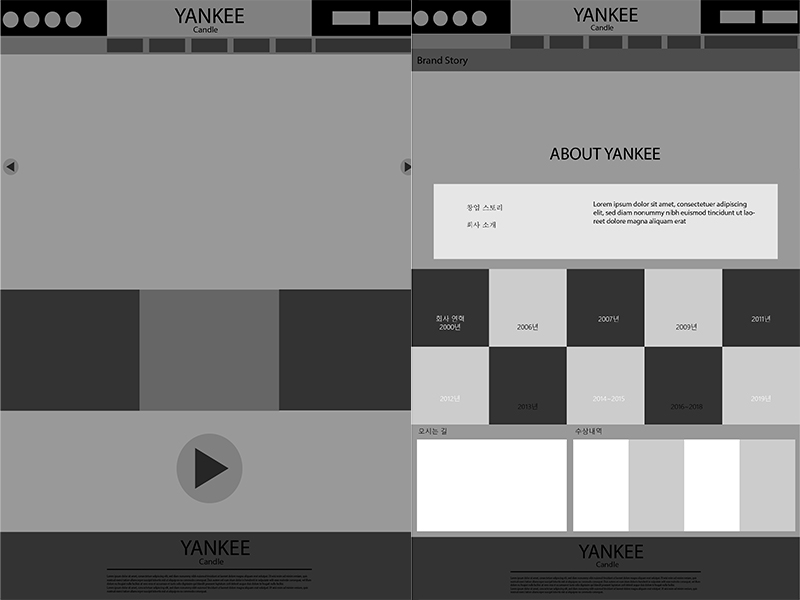 YANKEE
Candle
YANKEE
Candle
YANKEE
Candle
Brand Story
ABOUT YANKEE
창업 스토리
회사 소개
Lorem ipsum dolor sit amet, consectetuer adipiscing
elit, sed diam nonummy nibh euismod tincidunt ut lao-
reet dolore magna aliquam erat
회사 연혁
2000년
2006년
2007년
2009년
2011년
2012년
2013년
2014~2015
2016~2018
2019년
오시는 길
수상내역
YANKEE
Candle